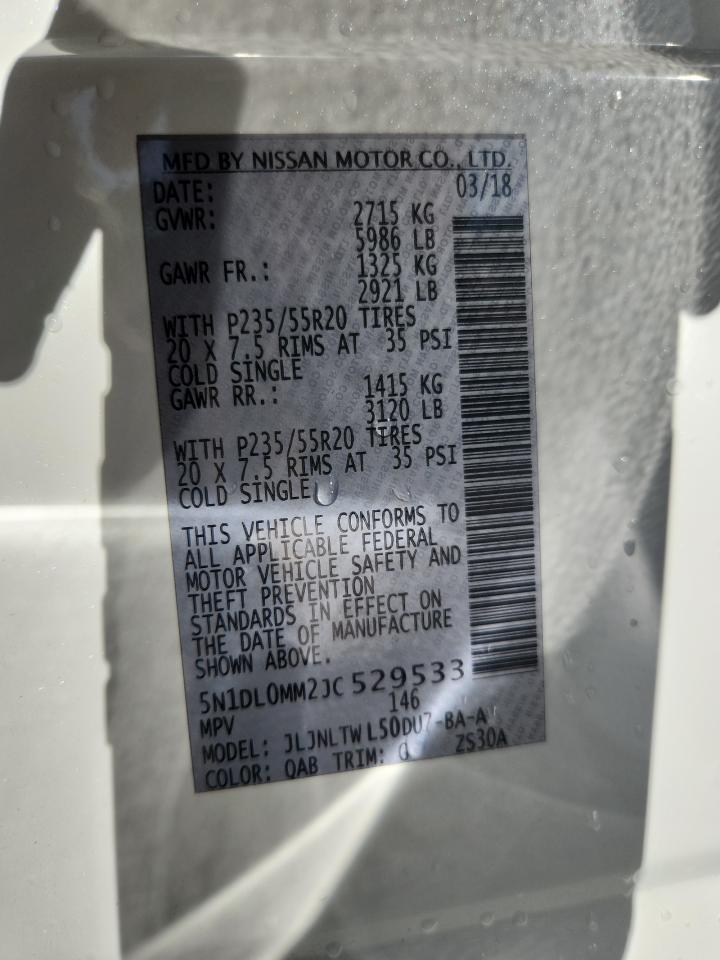 MFD BY NISSAN MOTOR CO., LTD.
DATE: 03/18
GVWR: 2715 KG
5986 LB
GAWR FR.: 1325 KG
2921 LB
WITH P235/55R20 TIRES
20 X 7.5 RIMS AT 35 PSI
COLD SINGLE
GAWR RR.: 1415 KG
3120 LB
WITH P235/55R20 TIRES
20 X 7.5 RIMS AT 35 PSI
COLD SINGLE
THIS VEHICLE CONFORMS TO
ALL APPLICABLE FEDERAL
MOTOR VEHICLE SAFETY AND
THEFT PREVENTION
STANDARDS IN EFFECT ON
THE DATE OF MANUFACTURE
SHOWN ABOVE.
5N1DL0MM2JC529533
MPV 146
MODEL: JLJNLTWL50DU7-BA-A
COLOR: QAB TRIM: ZS30A